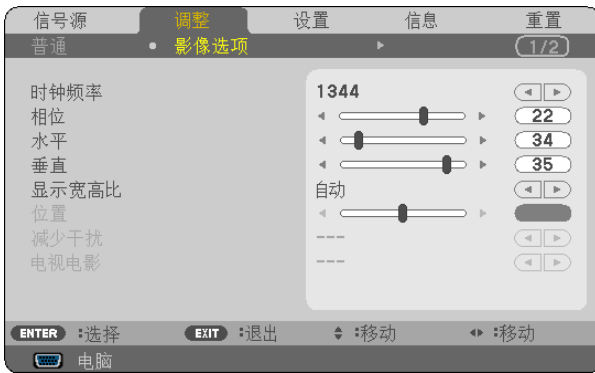 信号源 调整 设置 信息 重置
普通 • 影像选项 1/2
时钟频率 1344
相位 22
水平 34
垂直 35
显示宽高比 自动
位置
减少干扰 ---
电视电影 ---
ENTER :选择 EXIT :退出 :移动 :移动
电脑